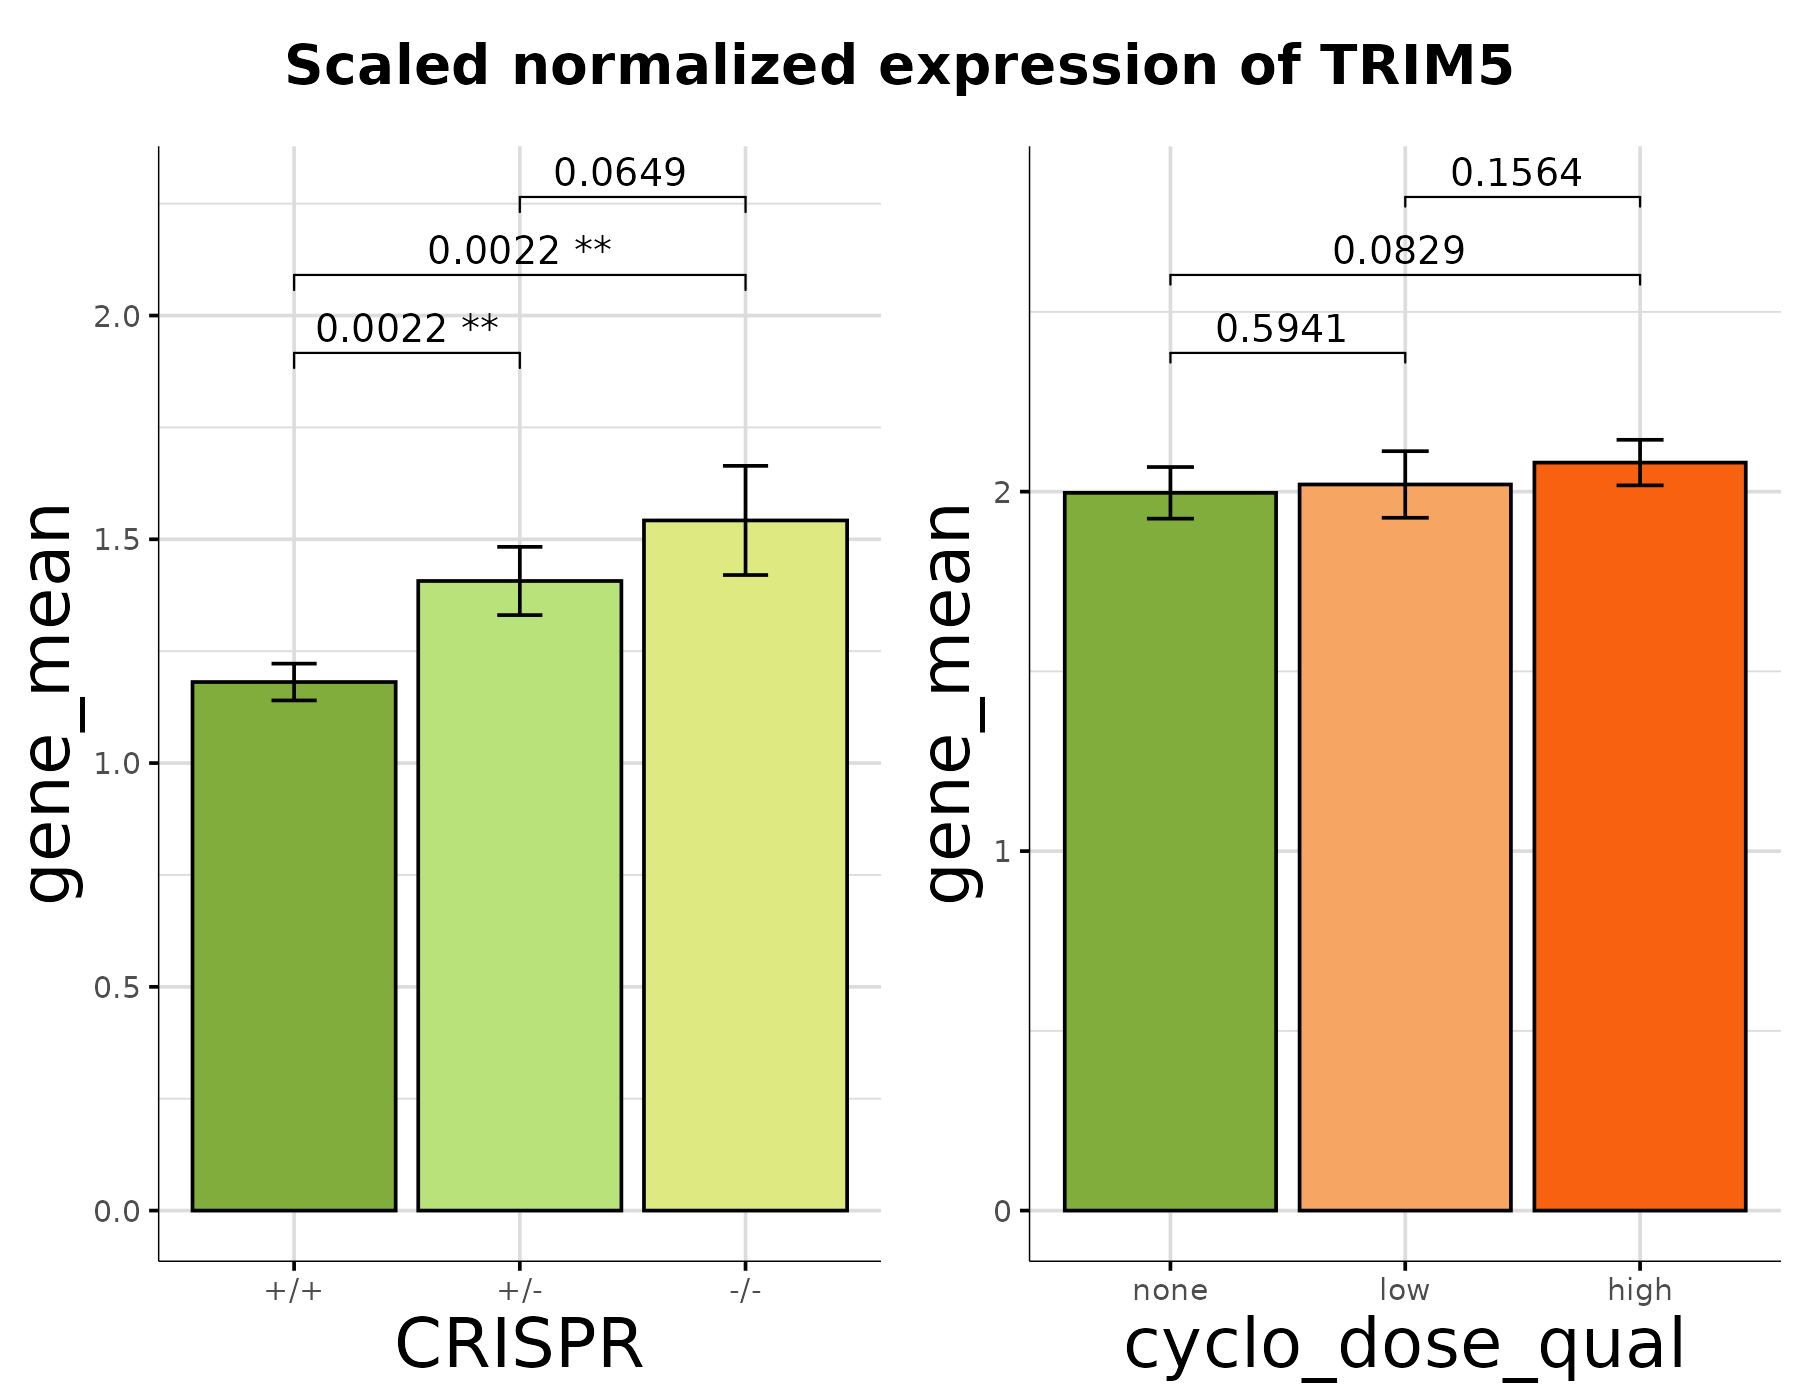 Scaled normalized expression of TRIM5
gene_mean
2.0
1.5
1.0
0.5
0.0
0.0649
0.0022 **
0.0022 **
+/+ +/- -/-
CRISPR
gene_mean
2
1
0
0.1564
0.0829
0.5941
none low high
cyclo_dose_qual